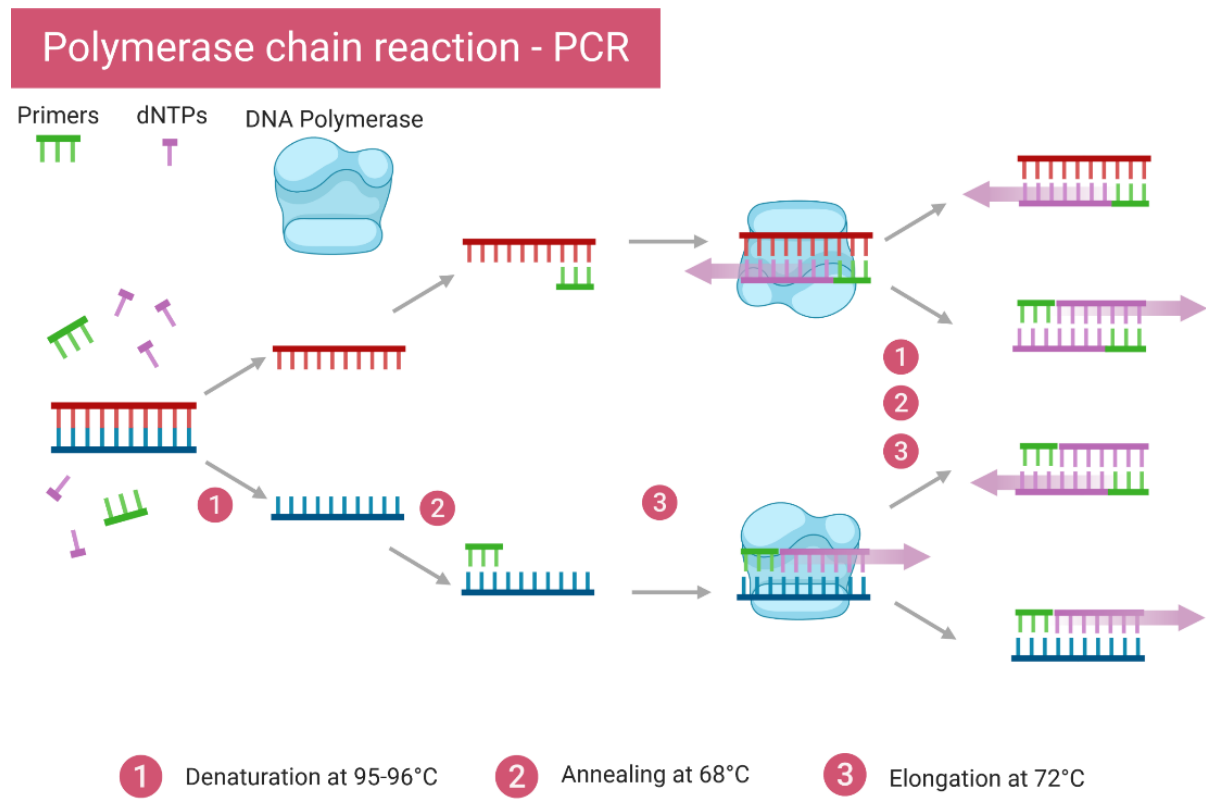 Polymerase chain reaction - PCR
Primers
dNTPs
DNA Polymerase
1
2
3
1
2
3
1 Denaturation at 95-96°C
2 Annealing at 68°C
3 Elongation at 72°C